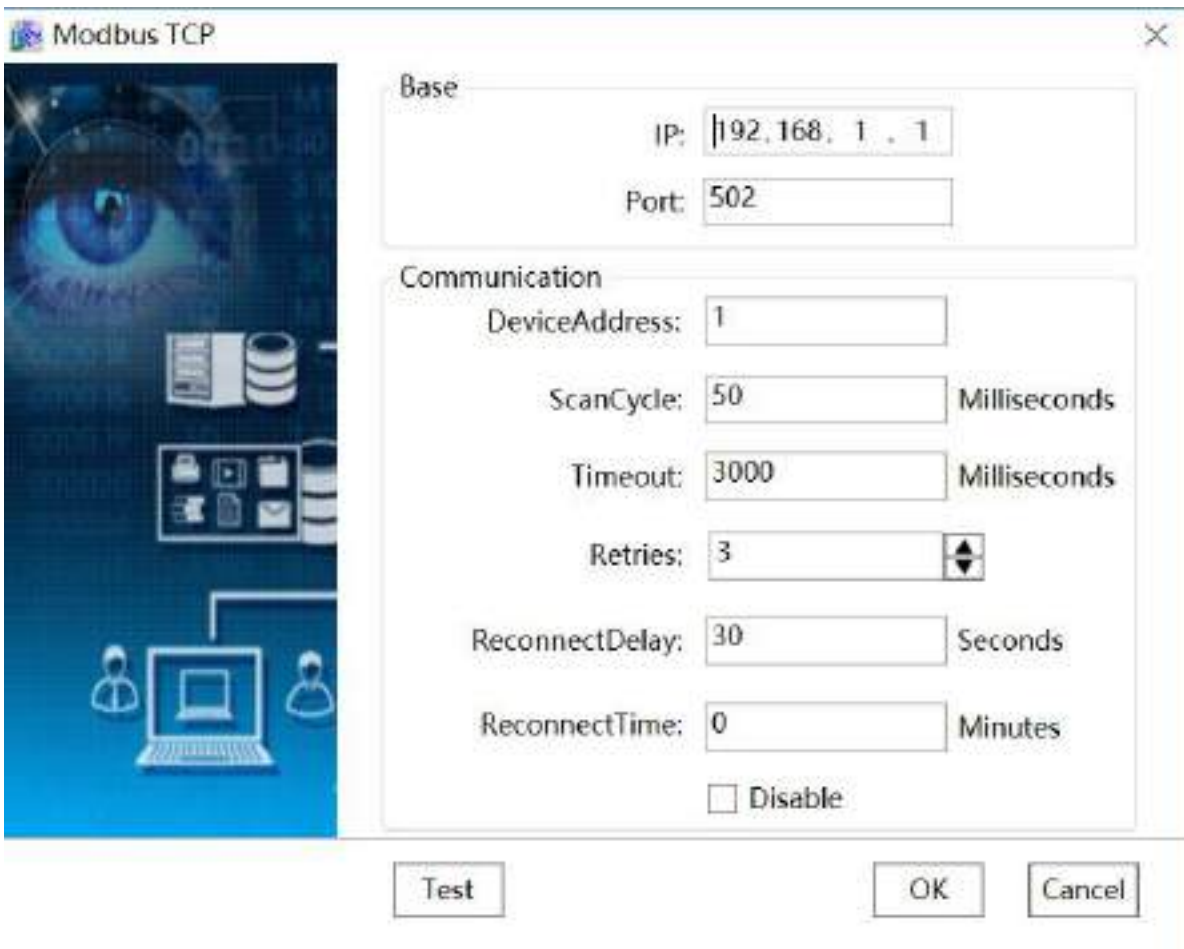 Modbus TCP
Base
IP: 192.168. 1 . 1
Port: 502
Communication
DeviceAddress: 1
ScanCycle: 50 Milliseconds
Timeout: 3000 Milliseconds
Retries: 3
ReconnectDelay: 30 Seconds
ReconnectTime: 0 Minutes
Disable
Test OK Cancel